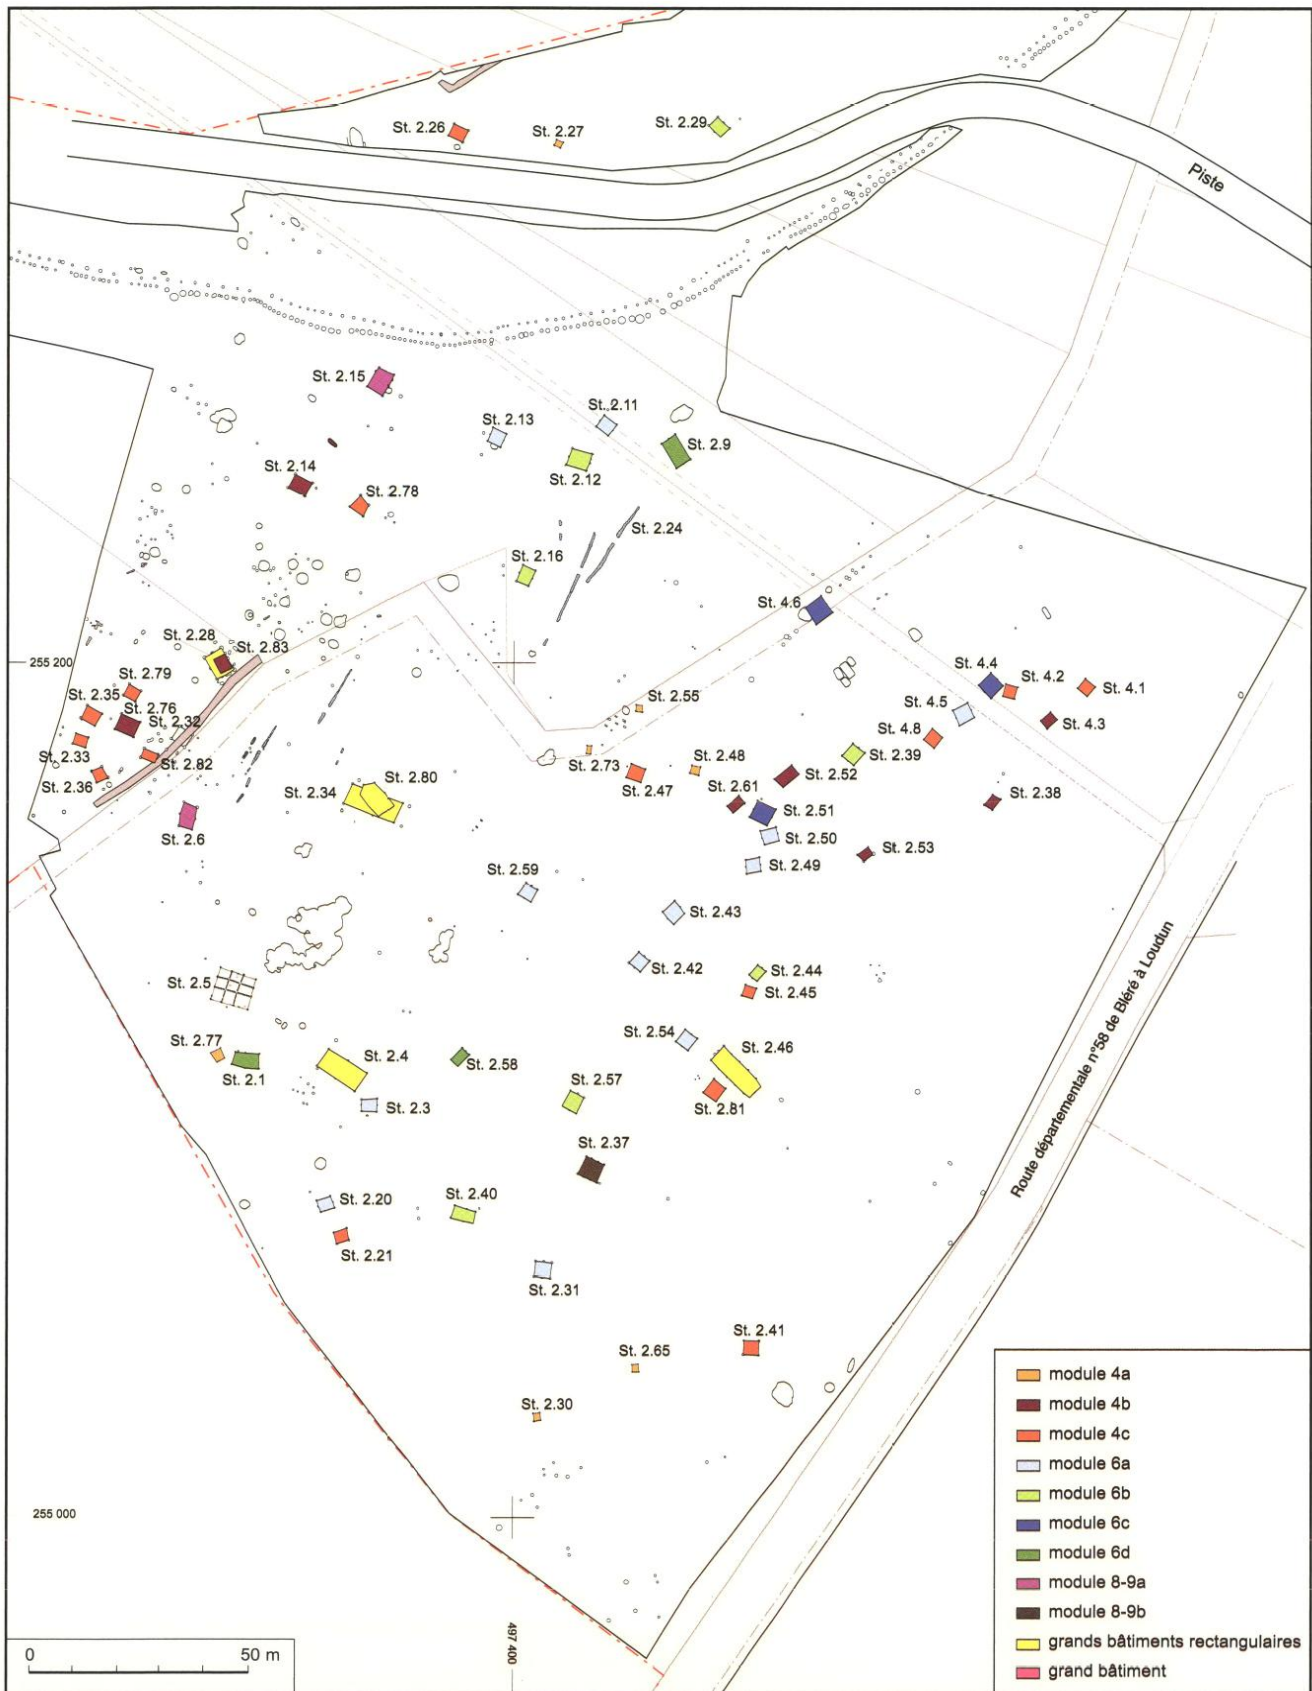 St. 2.26
St. 2.27
St. 2.29
Piste
St. 2.15
St. 2.13
St. 2.11
St. 2.9
St. 2.12
St. 2.14
St. 2.78
St. 2.24
St. 2.16
St. 4.6
St. 2.28
St. 2.83
255 200
St. 2.79
St. 2.35
St. 2.76
St. 2.32
St. 2.33
St. 2.82
St. 2.36
St. 4.4
St. 4.2
St. 4.1
St. 4.5
St. 4.3
St. 4.8
St. 2.55
St. 2.39
St. 2.73
St. 2.48
St. 2.47
St. 2.61
St. 2.52
St. 2.51
St. 2.38
St. 2.80
St. 2.34
St. 2.6
St. 2.50
St. 2.53
St. 2.49
St. 2.59
St. 2.43
St. 2.42
St. 2.44
St. 2.45
St. 2.5
St. 2.54
St. 2.46
St. 2.77
St. 2.1
St. 2.4
St. 2.58
St. 2.57
St. 2.3
St. 2.81
St. 2.37
Route départementale n°58 de Bléré à Loudun
St. 2.20
St. 2.40
St. 2.21
St. 2.31
St. 2.41
St. 2.65
St. 2.30
255 000
497 400
0 50 m
module 4a
module 4b
module 4c
module 6a
module 6b
module 6c
module 6d
module 8-9a
module 8-9b
grands bâtiments rectangulaires
grand bâtiment